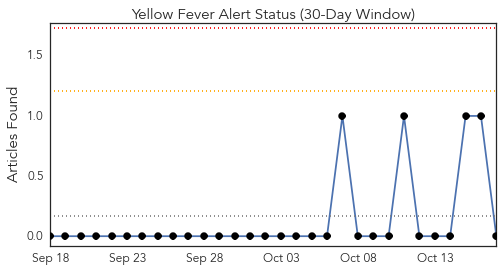 Yellow Fever Alert Status (30-Day Window)
Articles Found
1.5
1.0
0.5
0.0
Sep 18 Sep 23 Sep 28 Oct 03 Oct 08 Oct 13